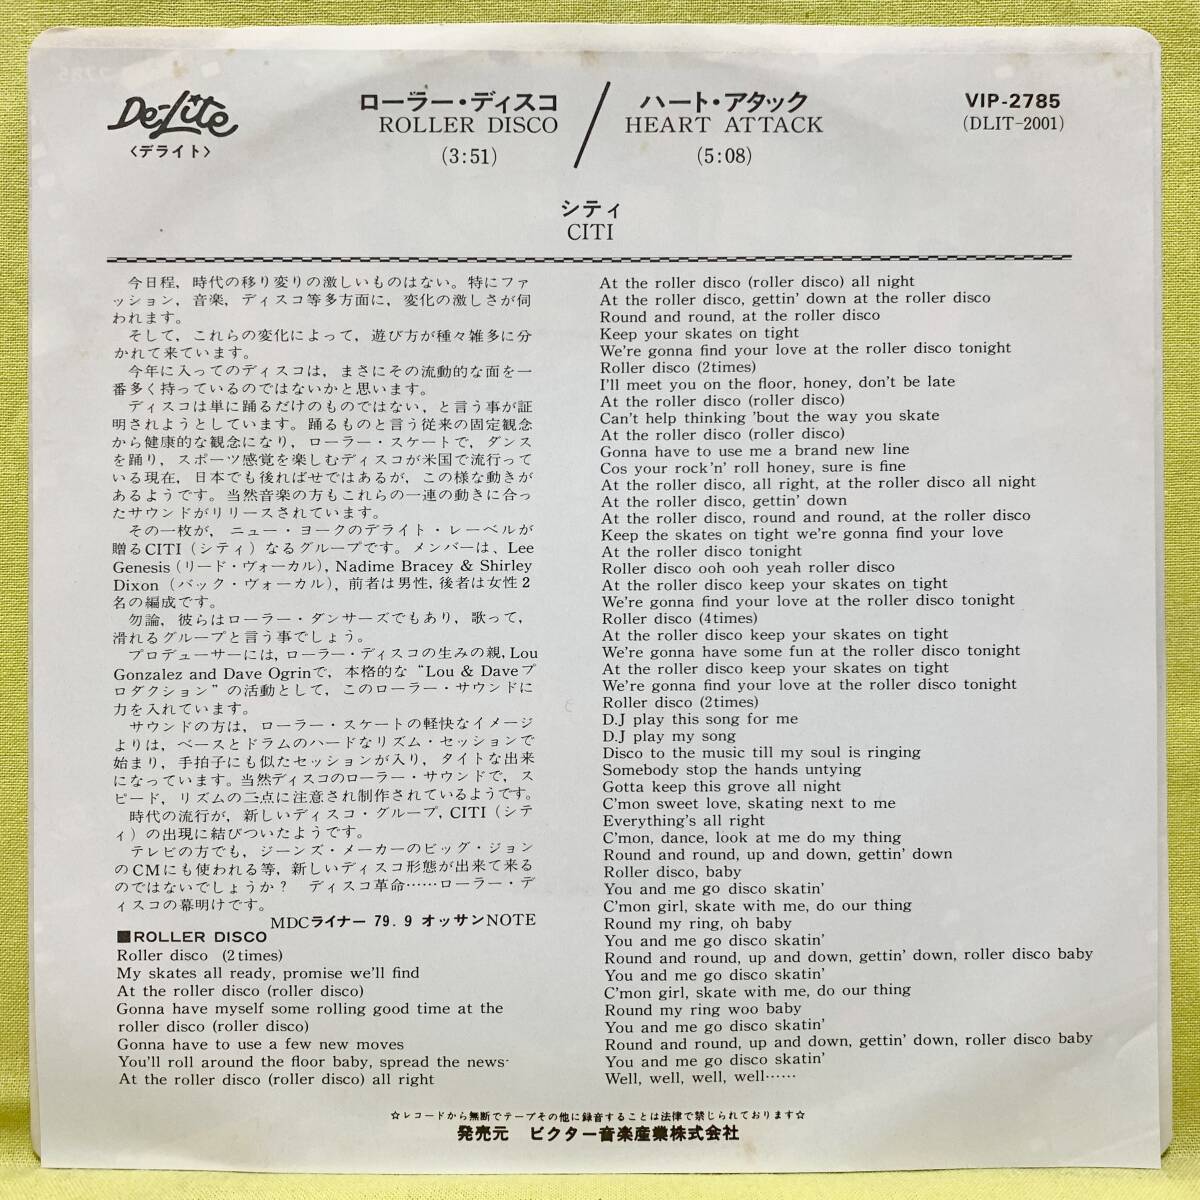 De-Lite
〈デライト〉
ローラー・ディスコ
ROLLER DISCO
(3:51)
ハート・アタック
HEART ATTACK
(5:08)
VIP-2785
(DLIT-2001)
シティ
CITI
今日程，時代の移り変りの激しいものはない。特にファ
ッション，音楽，ディスコ等多方面に，変化の激しさが伺
われます。
そして，これらの変化によって，遊び方が種々雑多に分
かれて来ています。
今年に入ってのディスコは，まさにその流動的な面を一
番多く持っているのではないかと思います。
ディスコは単に踊るだけのものではない，と言う事が証
明されようとしています。踊るものと言う従来の固定観念
から健康的な観念になり，ローラー・スケートで，ダンス
を踊り，スポーツ感覚を楽しむディスコが米国で流行って
いる現在，日本でも後ればせではあるが，この様な動きが
あるようです。当然音楽の方もこれらの一連の動きに合っ
たサウンドがリリースされています。
その一枚が，ニュー・ヨークのデライト・レーベルが
贈るCITI（シティ）なるグループです。メンバーは、Lee
Genesis（リード・ヴォーカル），Nadime Bracey & Shirley
Dixon（バック・ヴォーカル），前者は男性，後者は女性2
名の編成です。
勿論，彼らはローラー・ダンサーズでもあり，歌って，
滑れるグループと言う事でしょう。
プロデューサーには，ローラー・ディスコの生みの親，Lou
Gonzalez and Dave Ogrinで，本格的な“Lou & Daveプ
ロダクション”の活動として，このローラー・サウンドに
力を入れています。
サウンドの方は，ローラー・スケートの軽快なイメージ
よりは，ベースとドラムのハードなリズム・セッションで
始まり，手拍子にも似たセッションが入り，タイトな出来
になっています。当然ディスコのローラー・サウンドで，ス
ピード，リズムの二点に注意され制作されているようです。
時代の流行が，新しいディスコ・グループ，CITI（シテ
ィ）の出現に結びついたようです。
テレビの方でも，ジーンズ・メーカーのビッグ・ジョン
のCMにも使われる等，新しいディスコ形態が出来て来る
のではないでしょうか？　ディスコ革命……ローラー・デ
ィスコの幕明けです。
MDCライナー 79. 9 オッサンNOTE
■ROLLER DISCO
Roller disco (2times)
My skates all ready, promise we'll find
At the roller disco (roller disco)
Gonna have myself some rolling good time at the
roller disco (roller disco)
Gonna have to use a few new moves
You'll roll around the floor baby, spread the news
At the roller disco (roller disco) all right
At the roller disco (roller disco) all night
At the roller disco, gettin' down at the roller disco
Round and round, at the roller disco
Keep your skates on tight
We're gonna find your love at the roller disco tonight
Roller disco (2times)
I'll meet you on the floor, honey, don't be late
At the roller disco (roller disco)
Can't help thinking 'bout the way you skate
At the roller disco (roller disco)
Gonna have to use me a brand new line
Cos your rock'n' roll honey, sure is fine
At the roller disco, all right, at the roller disco all night
At the roller disco, gettin' down
At the roller disco, round and round, at the roller disco
Keep the skates on tight we're gonna find your love
At the roller disco tonight
Roller disco ooh ooh yeah roller disco
At the roller disco keep your skates on tight
We're gonna find your love at the roller disco tonight
Roller disco (4times)
At the roller disco keep your skates on tight
We're gonna have some fun at the roller disco tonight
At the roller disco keep your skates on tight
We're gonna find your love at the roller disco tonight
Roller disco (2times)
D.J play this song for me
D.J play my song
Disco to the music till my soul is ringing
Somebody stop the hands untying
Gotta keep this grove all night
C'mon sweet love, skating next to me
Everything's all right
C'mon, dance, look at me do my thing
Round and round, up and down, gettin' down
Roller disco, baby
You and me go disco skatin'
C'mon girl, skate with me, do our thing
Round my ring, oh baby
You and me go disco skatin'
Round and round, up and down, gettin' down, roller disco baby
You and me go disco skatin'
C'mon girl, skate with me, do our thing
Round my ring woo baby
You and me go disco skatin'
Round and round, up and down, gettin' down, roller disco baby
You and me go disco skatin'
Well, well, well, well……
☆レコードから無断でテープその他に録音することは法律で禁じられております☆
発売元　ビクター音楽産業株式会社